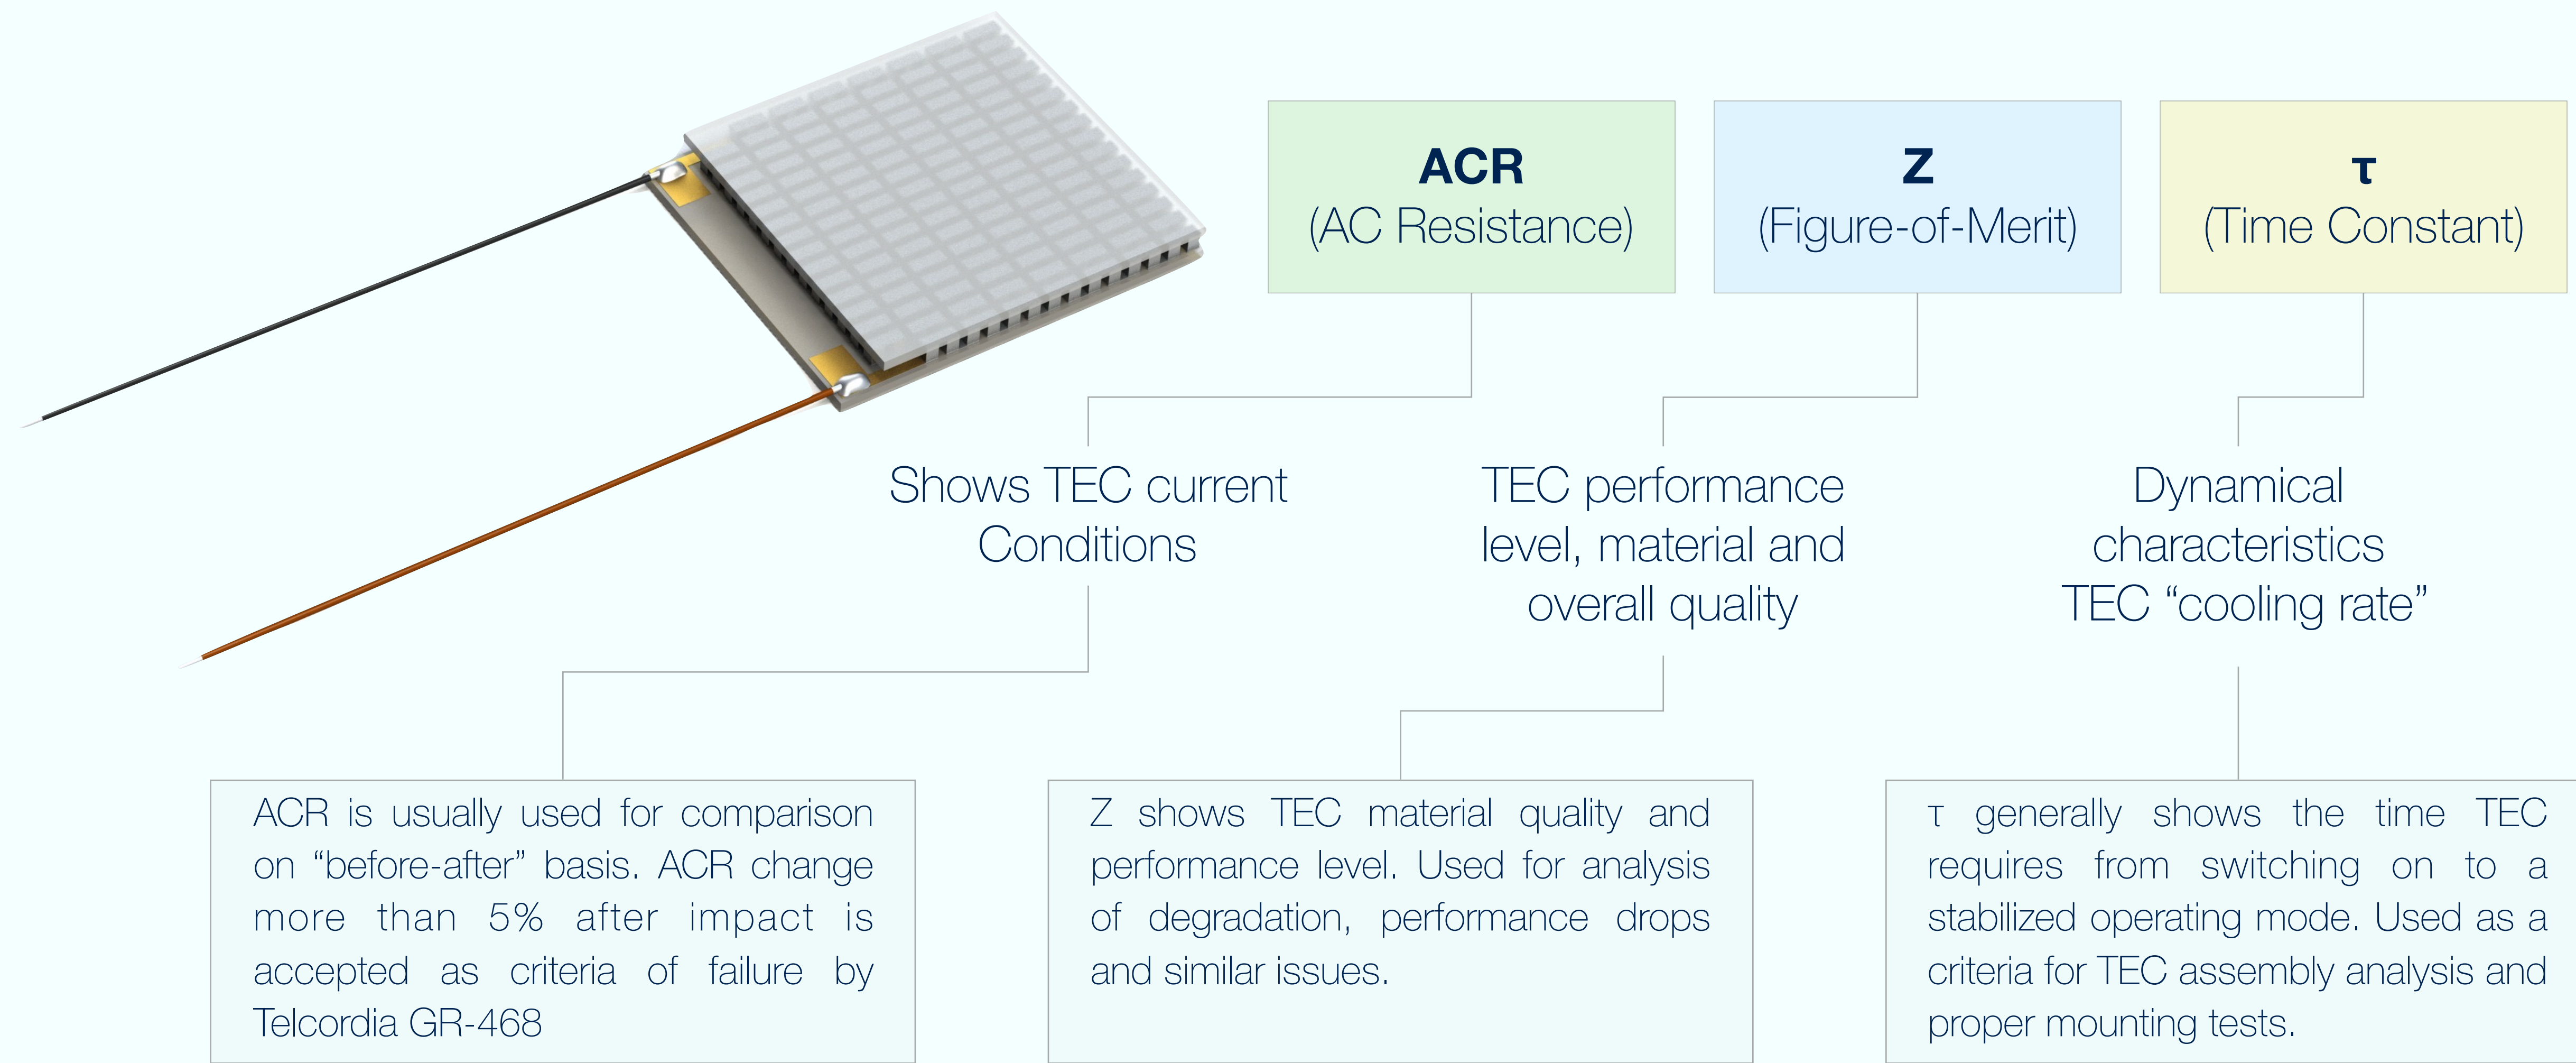 ACR
(AC Resistance)
Z
(Figure-of-Merit)
τ
(Time Constant)
Shows TEC current
Conditions
TEC performance
level, material and
overall quality
Dynamical
characteristics
TEC “cooling rate”
ACR is usually used for comparison
on “before-after” basis. ACR change
more than 5% after impact is
accepted as criteria of failure by
Telcordia GR-468
Z shows TEC material quality and
performance level. Used for analysis
of degradation, performance drops
and similar issues.
τ generally shows the time TEC
requires from switching on to a
stabilized operating mode. Used as a
criteria for TEC assembly analysis and
proper mounting tests.